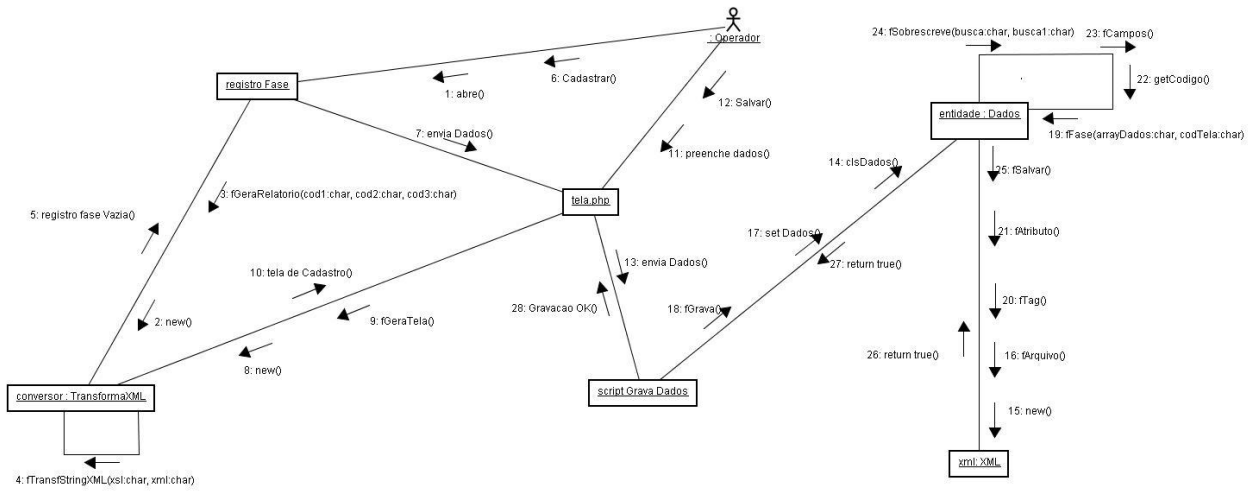 : Operador
24: fSobrescreve(busca:char, busca1:char)
23: fCampos()
22: getCodigo()
registro Fase
6: Cadastrar()
1: abre()
12: Salvar()
entidade : Dados
19: fFase(arrayDados:char, codTela:char)
7: envia Dados()
11: preenche dados()
14: clsDados()
25: fSalvar()
3: fGeraRelatorio(cod1:char, cod2:char, cod3:char)
tela.php
5: registro fase Vazia()
17: set Dados()
21: fAtributo()
13: envia Dados()
27: return true()
10: tela de Cadastro()
20: fTag()
28: Gravacao OK()
18: fGrava()
2: new()
9: fGeraTela()
26: return true()
16: fArquivo()
8: new()
conversor : TransformaXML
script Grava Dados
15: new()
xml: XML
4: fTransfStringXML(xsl:char, xml:char)